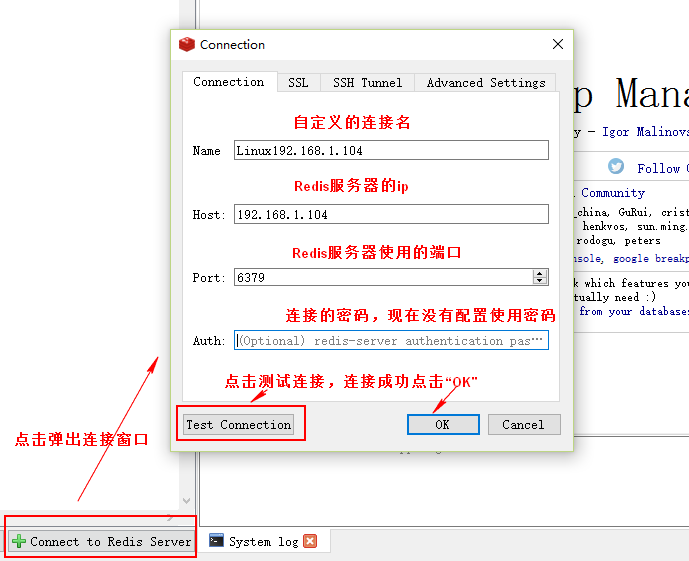 Connection
Connection
SSL
SSH Tunnel
Advanced Settings
自定义的连接名
Name
Linux192.168.1.104
Redis服务器的ip
Host:
192.168.1.104
Redis服务器使用的端口
Port:
6379
连接的密码，现在没有配置使用密码
Auth:
(Optional) redis-server authentication pas…
点击测试连接，连接成功点击“OK”
Test Connection
OK
Cancel
点击弹出连接窗口
Connect to Redis Server
System log
p Mana
y — Igor Malinovs
Follow
Community
china, GuRui, crist
henkvos, sun.ming.
rodogu, peters
nsole, google breakp
k which features you
tually need :)
from your databases